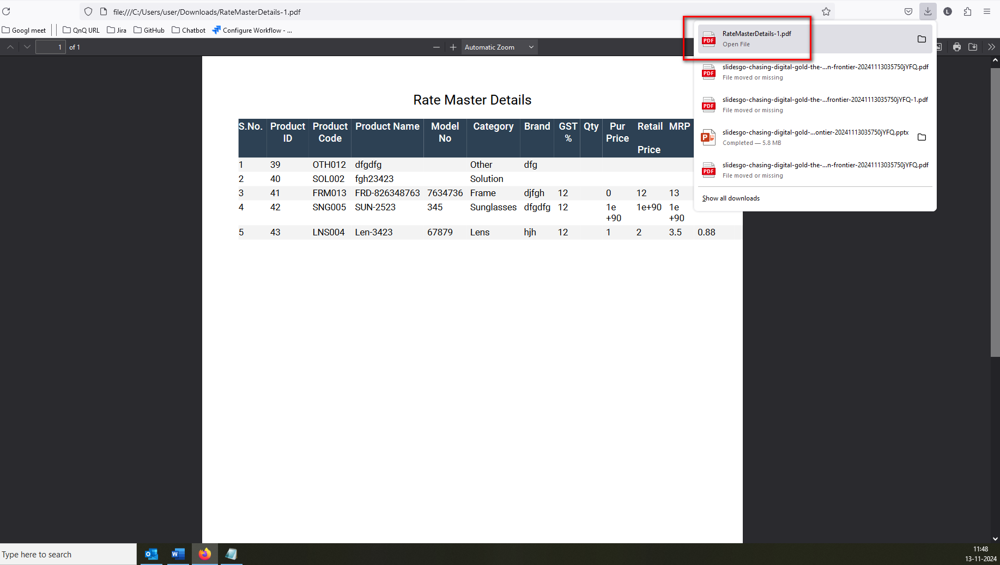 file:///C:/Users/user/Downloads/RateMasterDetails-1.pdf
L
Googl meet
QnQ URL
Jira
GitHub
Chatbot
Configure Workflow - ...
1 of 1
Automatic Zoom
RateMasterDetails-1.pdf
Open File
slidesgo-chasing-digital-gold-the-...n-frontier-20241113035750jYFQ.pdf
File moved or missing
slidesgo-chasing-digital-gold-the-...frontier-20241113035750jYFQ-1.pdf
File moved or missing
slidesgo-chasing-digital-gold-...ontier-20241113035750jYFQ.pptx
Completed — 5.8 MB
slidesgo-chasing-digital-gold-the-...n-frontier-20241113035750jYFQ.pdf
File moved or missing
Show all downloads
PDF
PDF
PDF
P
PDF
Rate Master Details
S.No. Product Product Product Name Model Category Brand GST Qty Pur Retail MRP
ID Code No % Price
Price
1 39 OTH012 dfgdfg Other dfg
2 40 SOL002 fgh23423 Solution
3 41 FRM013 FRD-826348763 7634736 Frame djfgh 12 0 12 13
4 42 SNG005 SUN-2523 345 Sunglasses dfgdfg 12 1e 1e+90 1e
+90 +90
5 43 LNS004 Len-3423 67879 Lens hjh 12 1 2 3.5 0.88
Type here to search
11:48
13-11-2024